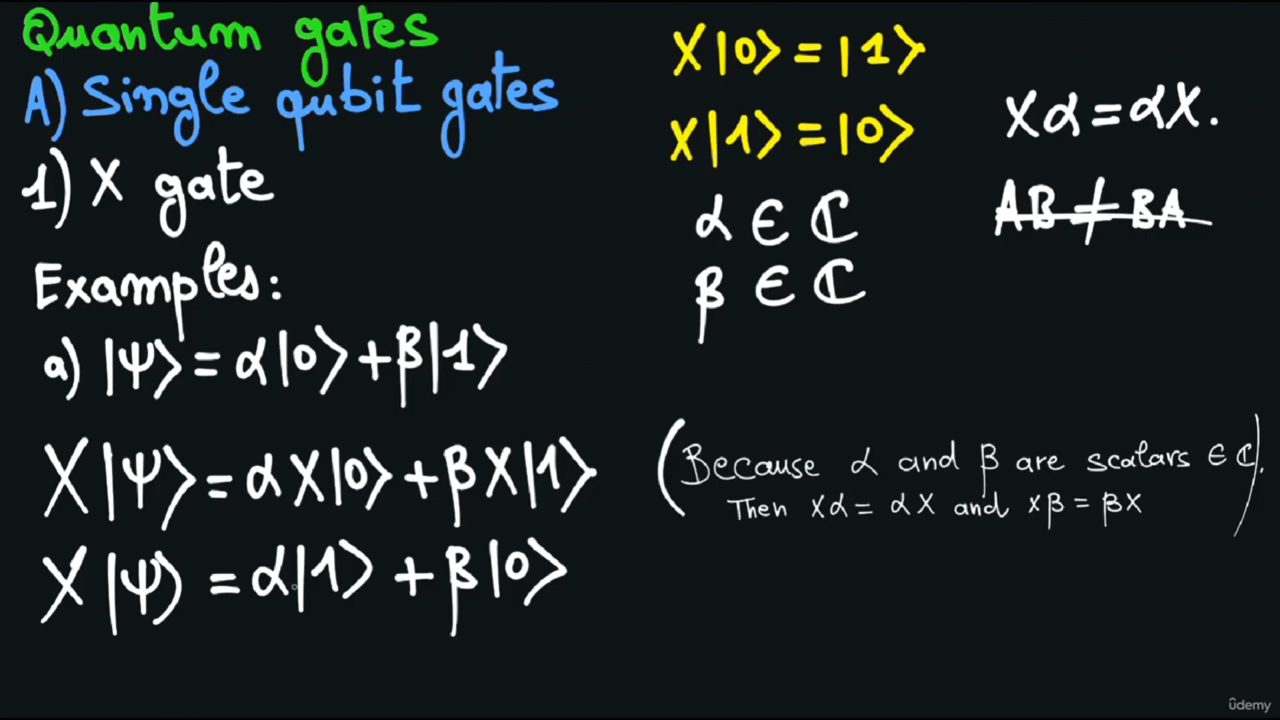 Quantum gates
A) Single qubit gates
1) X gate
Examples:
a) |Ψ⟩ = α|0⟩ + β|1⟩
X|Ψ⟩ = αX|0⟩ + βX|1⟩
X|Ψ⟩ = α|1⟩ + β|0⟩
X|0⟩ = |1⟩
X|1⟩ = |0⟩
α ∈ ℂ
β ∈ ℂ
Xα = αX.
AB ≠ BA
(Because α and β are scalars ∈ ℂ.
Then Xα = αX and Xβ = βX)
ûdemy